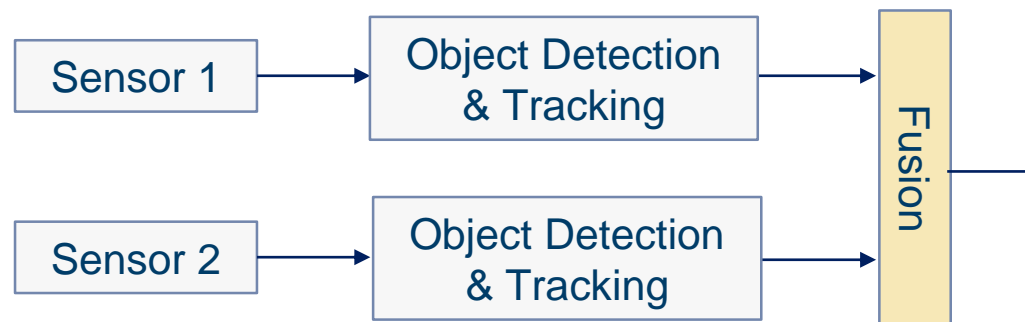 Sensor 1
Object Detection
& Tracking
Fusion
Sensor 2
Object Detection
& Tracking